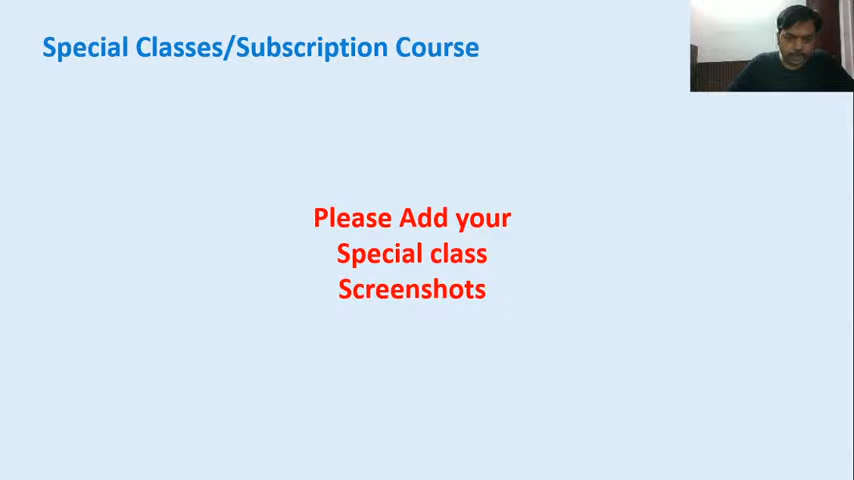 Special Classes/Subscription Course
Please Add your
Special class
Screenshots